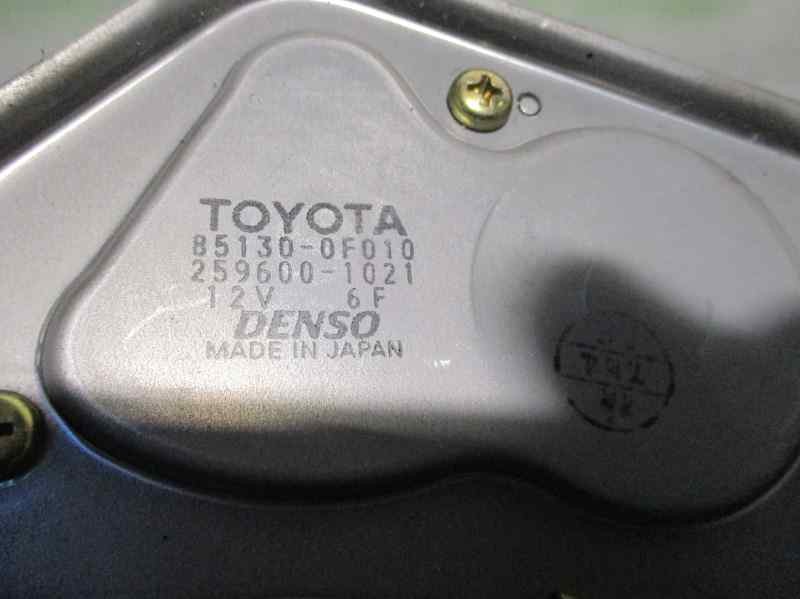 TOYOTA
85130-0F010
259600-1021
12V 6F
DENSO
MADE IN JAPAN